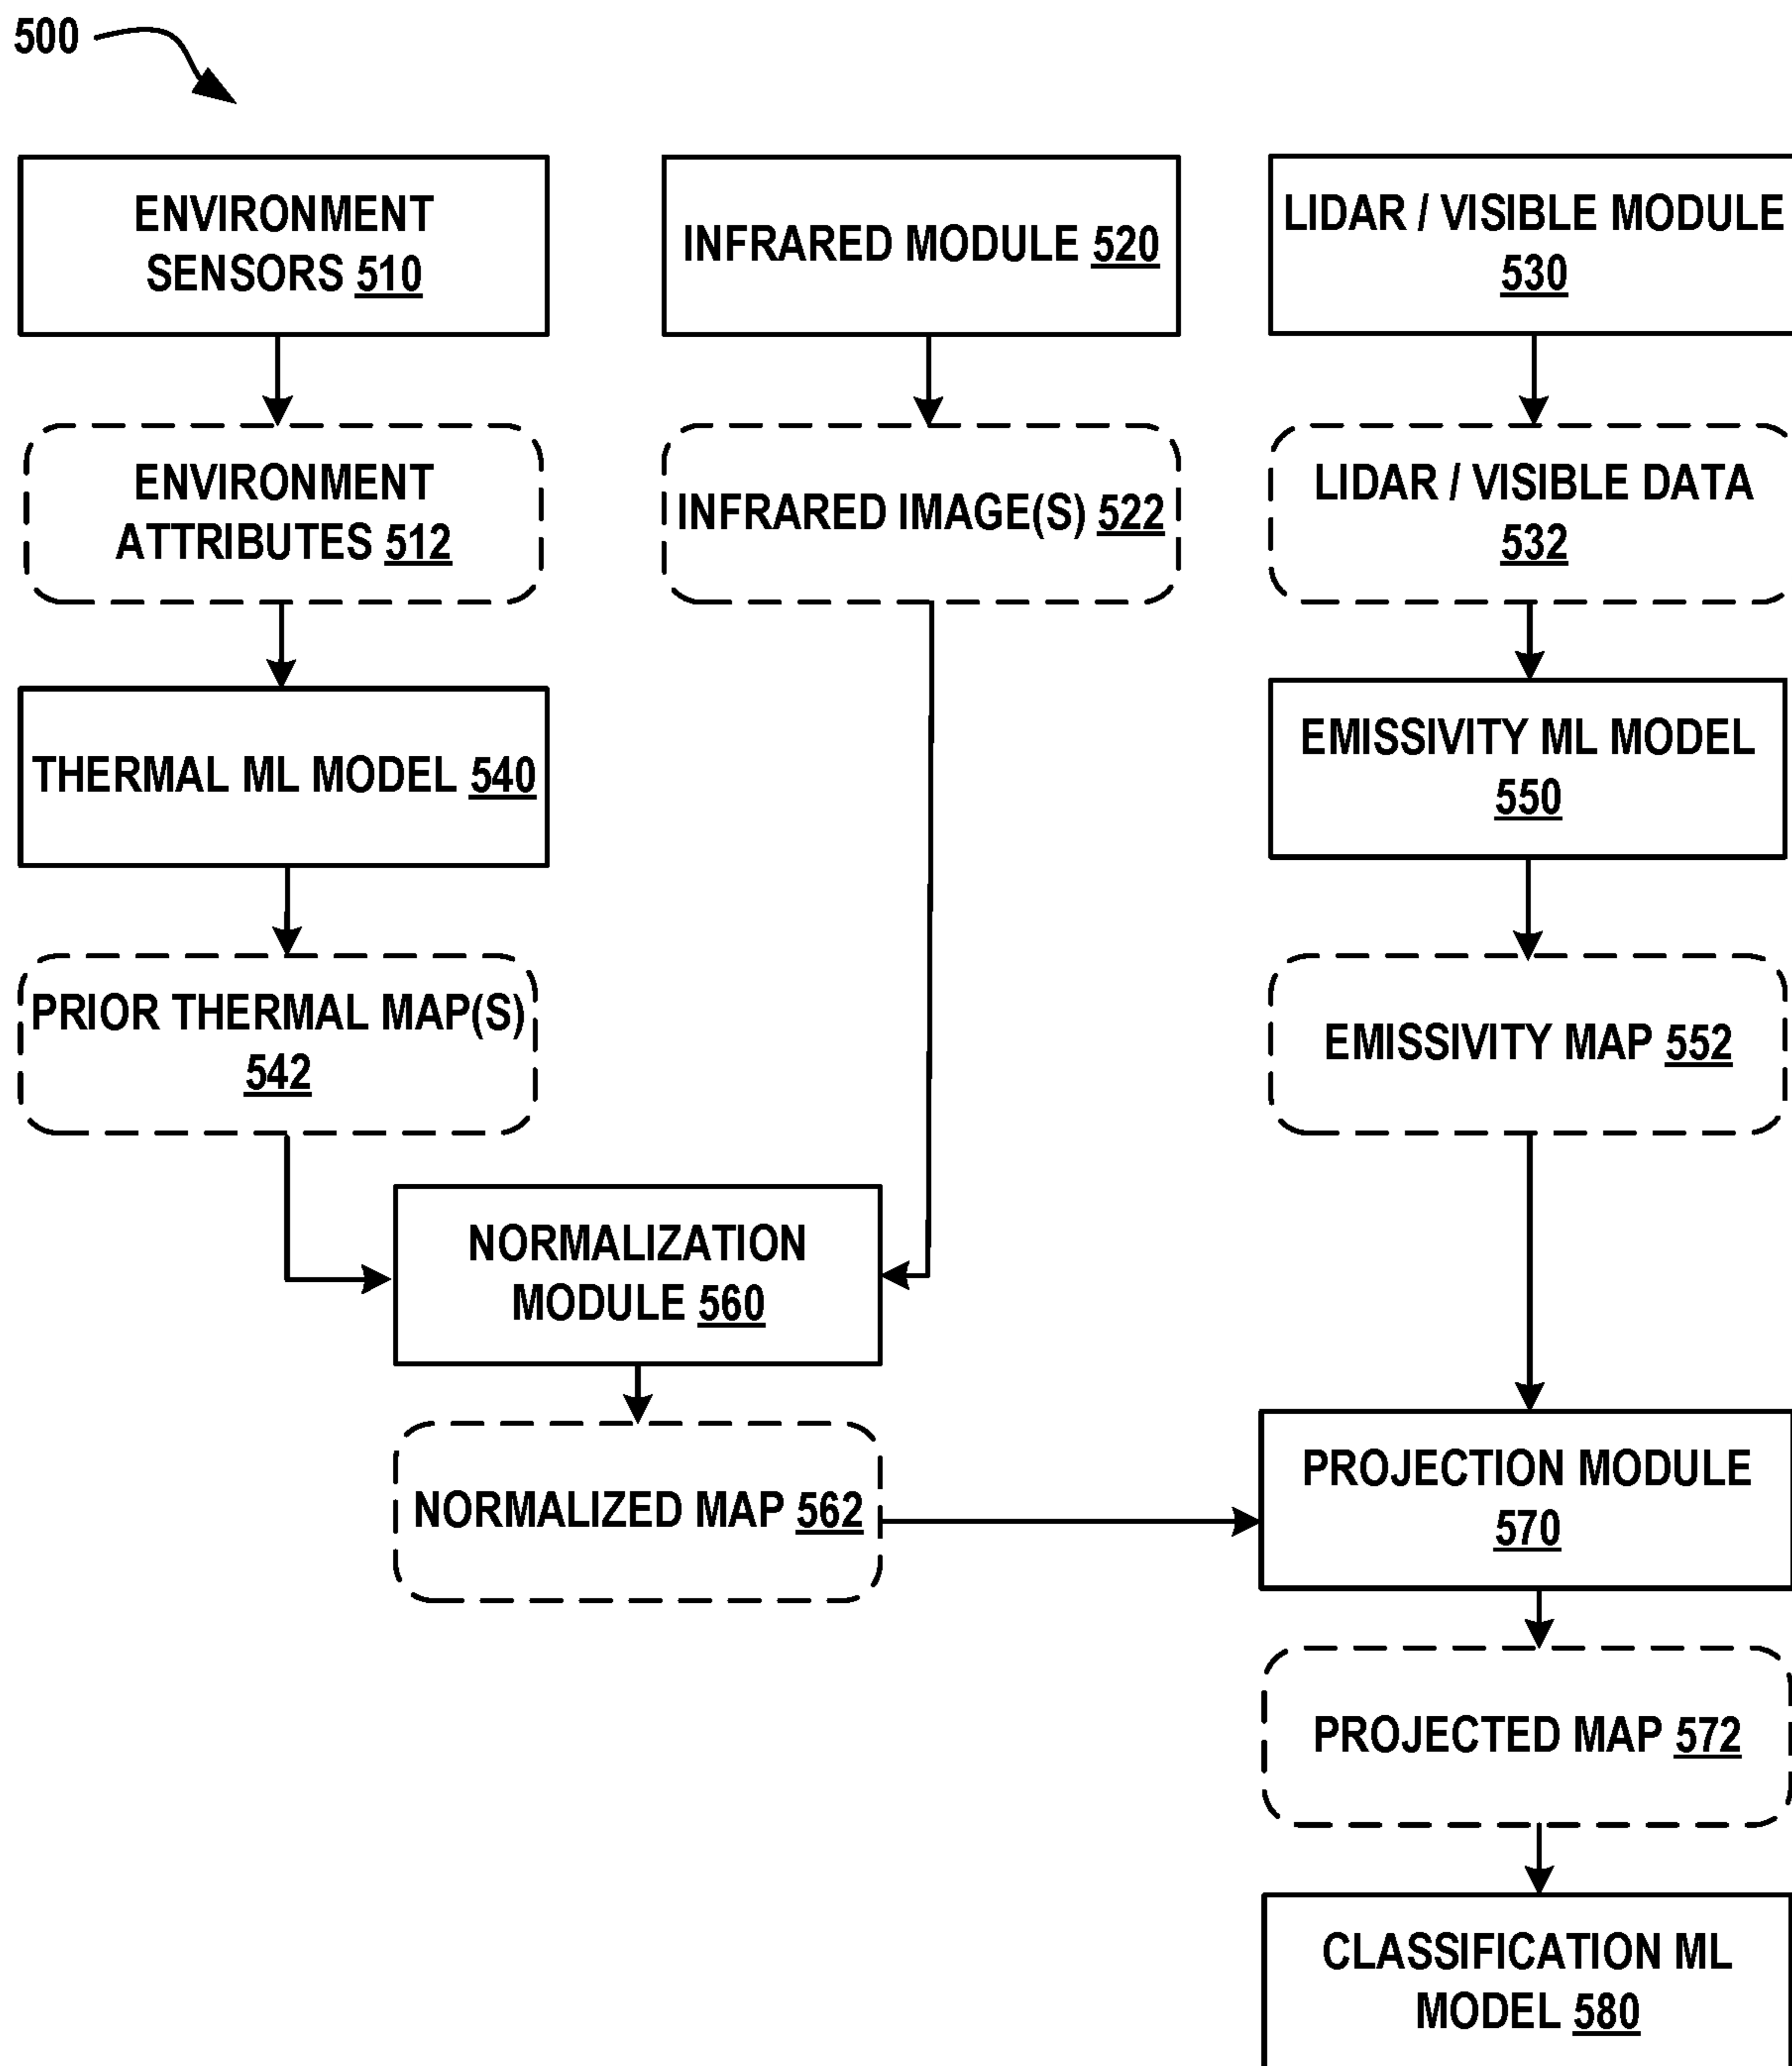 500
ENVIRONMENT
SENSORS 510
INFRARED MODULE 520
LIDAR / VISIBLE MODULE
530
ENVIRONMENT
ATTRIBUTES 512
INFRARED IMAGE(S) 522
LIDAR / VISIBLE DATA
532
THERMAL ML MODEL 540
EMISSIVITY ML MODEL
550
PRIOR THERMAL MAP(S)
542
EMISSIVITY MAP 552
NORMALIZATION
MODULE 560
NORMALIZED MAP 562
PROJECTION MODULE
570
PROJECTED MAP 572
CLASSIFICATION ML
MODEL 580